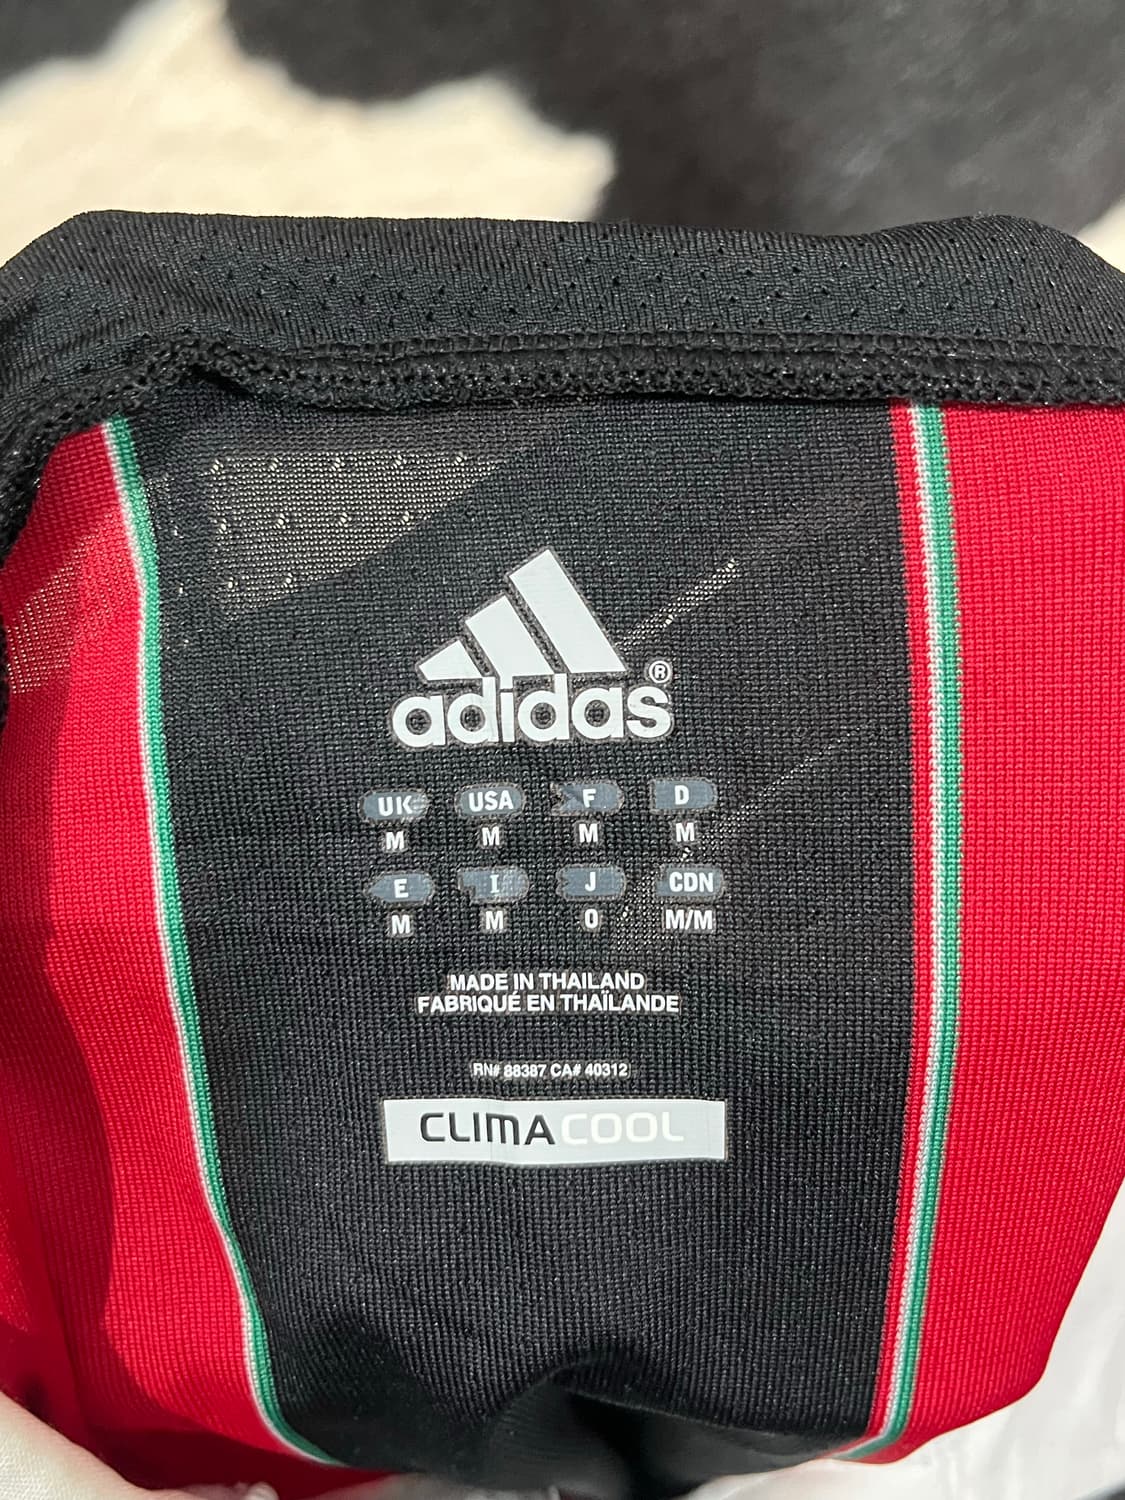 adidas®
UK USA F D
M M M M
E I J CDN
M M O M/M
MADE IN THAILAND
FABRIQUÉ EN THAÏLANDE
RN# 88387 CA# 40312
CLIMACOOL